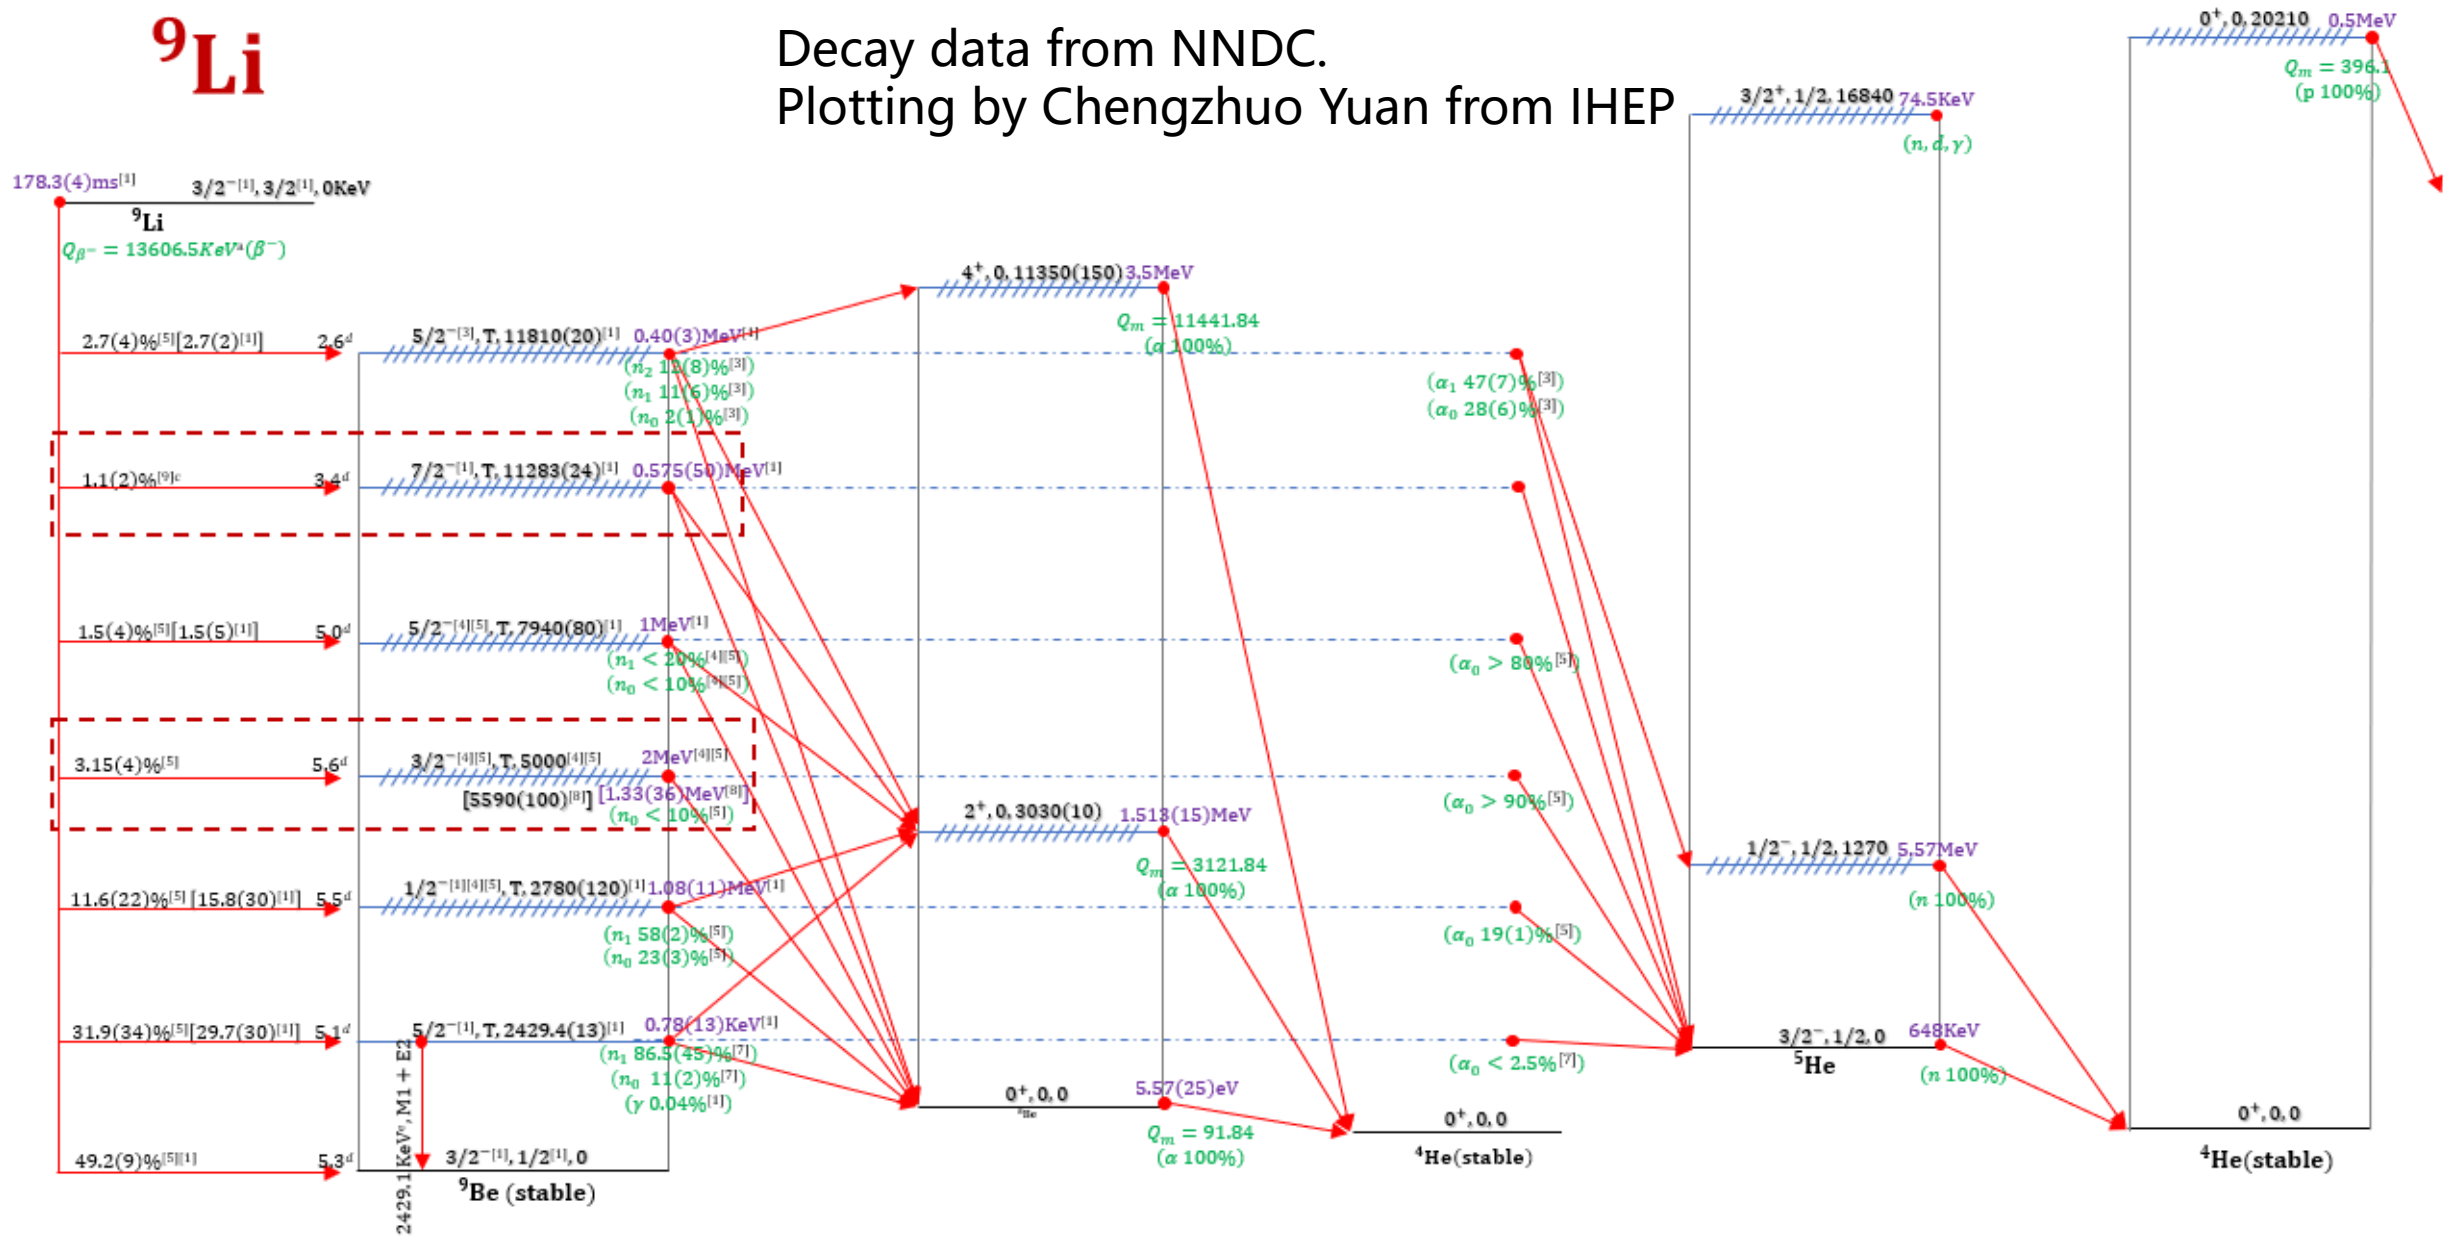 ⁹Li
Decay data from NNDC.
Plotting by Chengzhuo Yuan from IHEP
0⁺, 0, 20210 0.5MeV
Qₘ = 396.1
(p 100%)
3/2⁺, 1/2, 16840 74.5KeV
(n, d, γ)
178.3(4)ms[1] 3/2⁻[1], 3/2[1], 0KeV
⁹Li
Qβ⁻ = 13606.5KeVᵃ(β⁻)
4⁺, 0, 11350(150) 3.5MeV
Qₘ = 11441.84
(α 100%)
2.7(4)%[5][2.7(2)[1]] 2.6ᵈ 5/2⁻[3], T, 11810(20)[1] 0.40(3)MeV[1]
(n₂ 12(8)%[3])
(n₁ 11(6)%[3])
(n₀ 2(1)%[3])
(α₁ 47(7)%[3])
(α₀ 28(6)%[3])
1.1(2)%[9]c 3.4ᵈ 7/2⁻[1], T, 11283(24)[1] 0.575(50)MeV[1]
1.5(4)%[5][1.5(5)[1]] 5.0ᵈ 5/2⁻[4][5], T, 7940(80)[1] 1MeV[1]
(n₁ < 20%[4][5])
(n₀ < 10%[4][5])
(α₀ > 80%[5])
3.15(4)%[5] 5.6ᵈ 3/2⁻[4][5], T, 5000[4][5] 2MeV[4][5]
[5590(100)[8]] [1.33(36)MeV[8]]
(n₀ < 10%[5])
(α₀ > 90%[5])
2⁺, 0, 3030(10) 1.513(15)MeV
Qₘ = 3121.84
(α 100%)
1/2⁻, 1/2, 1270 5.57MeV
(n 100%)
11.6(22)%[5] [15.8(30)[1]] 5.5ᵈ 1/2⁻[1][4][5], T, 2780(120)[1] 1.08(11)MeV[1]
(n₁ 58(2)%[5])
(n₀ 23(3)%[5])
(α₀ 19(1)%[5])
31.9(34)%[5][29.7(30)[1]] 5.1ᵈ 5/2⁻[1], T, 2429.4(13)[1] 0.78(13)KeV[1]
(n₁ 86.5(45)%[7])
(n₀ 11(2)%[7])
(γ 0.04%[1])
(α₀ < 2.5%[7])
2429.1KeVᵉ, M1 + E2
3/2⁻, 1/2, 0 648KeV
⁵He
(n 100%)
0⁺, 0, 0 5.57(25)eV
⁸Be
Qₘ = 91.84
(α 100%)
0⁺, 0, 0
⁴He(stable)
0⁺, 0, 0
⁴He(stable)
49.2(9)%[5][1] 5.3ᵈ 3/2⁻[1], 1/2[1], 0
⁹Be (stable)